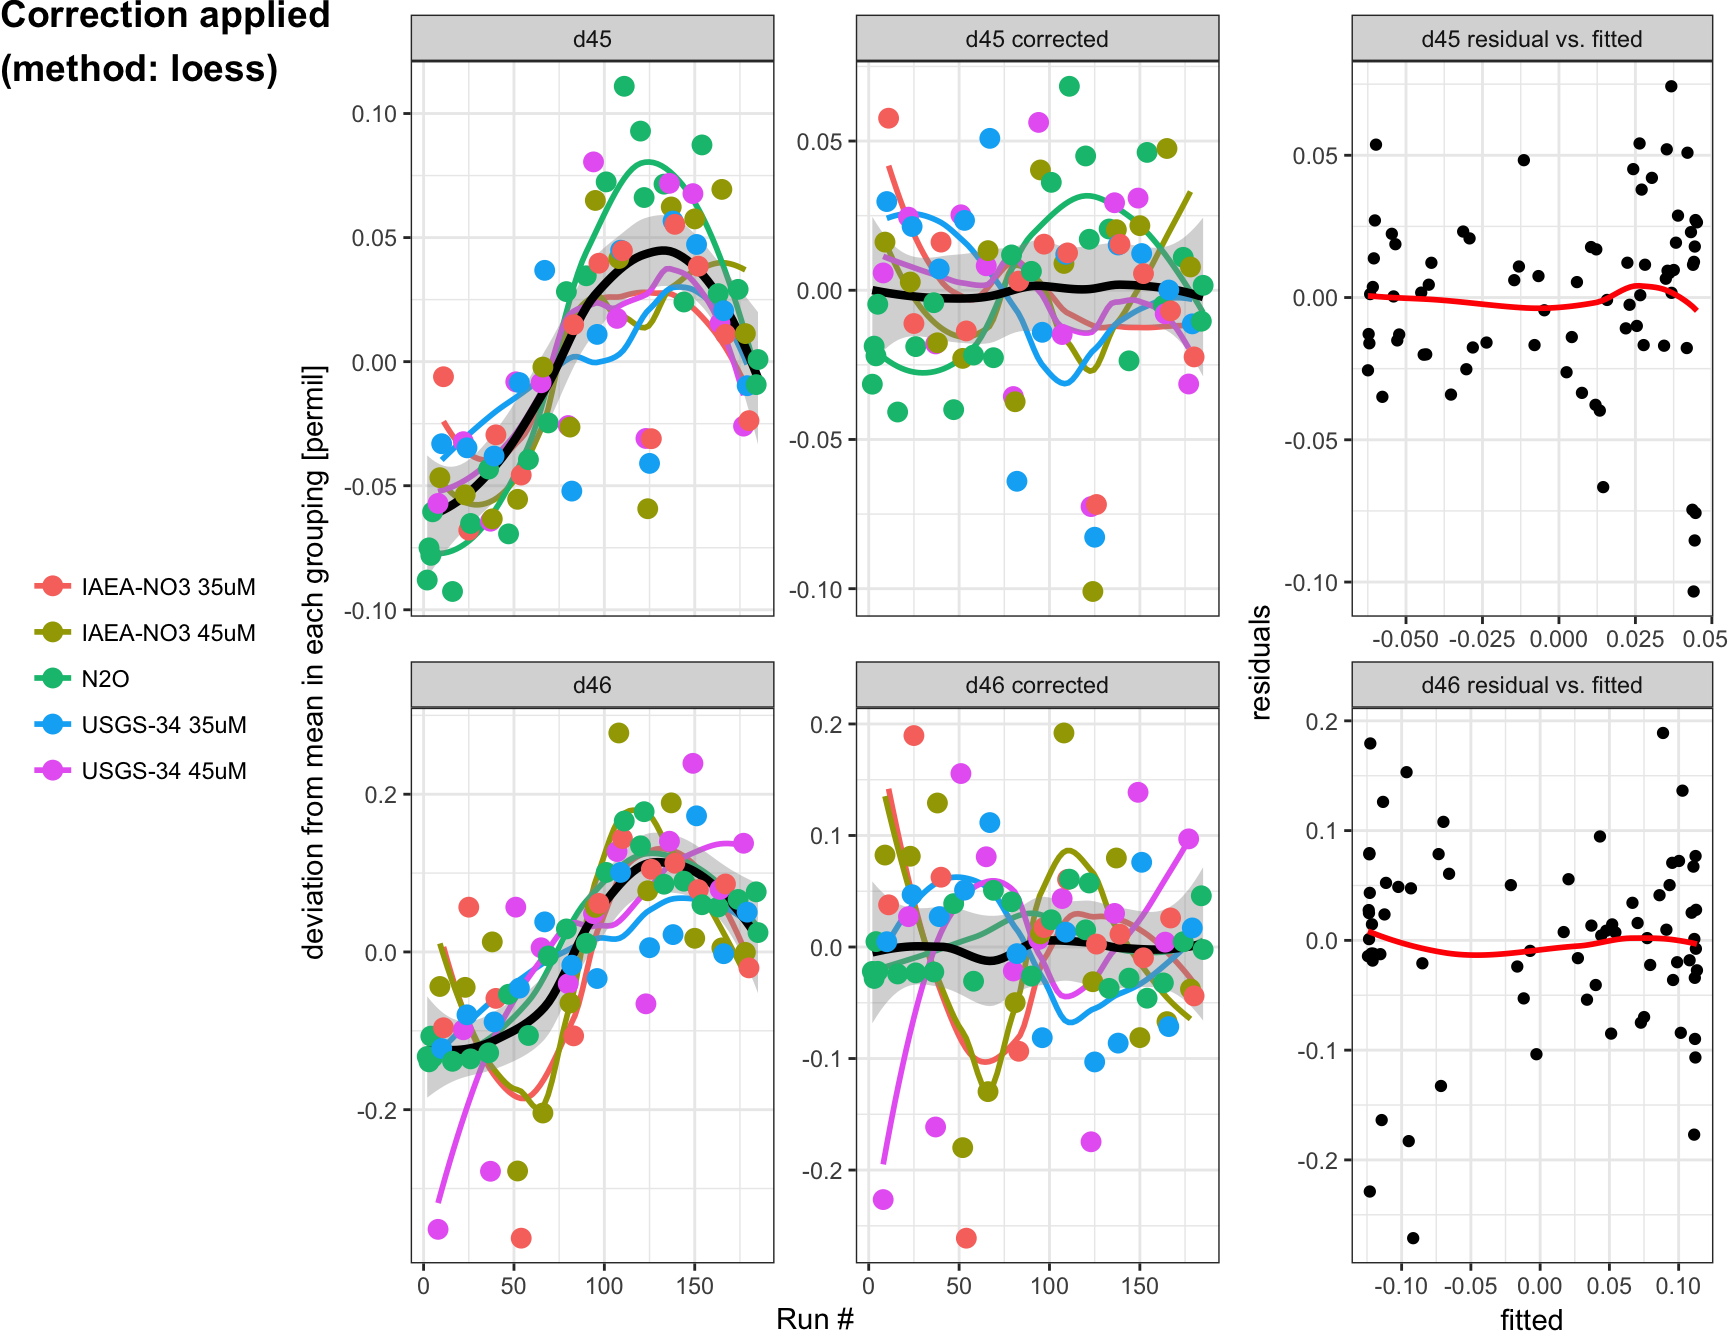 Correction applied
(method: loess)
IAEA-NO3 35uM
IAEA-NO3 45uM
N2O
USGS-34 35uM
USGS-34 45uM
deviation from mean in each grouping [permil]
d45
0.10
0.05
0.00
-0.05
-0.10
d45 corrected
0.05
0.00
-0.05
-0.10
d45 residual vs. fitted
0.05
0.00
-0.05
-0.10
-0.050
-0.025
0.000
0.025
0.05
residuals
d46
0.2
0.0
-0.2
0
50
100
150
d46 corrected
0.2
0.1
0.0
-0.1
-0.2
0
50
100
150
Run #
d46 residual vs. fitted
0.2
0.1
0.0
-0.1
-0.2
-0.10
-0.05
0.00
0.05
0.10
fitted